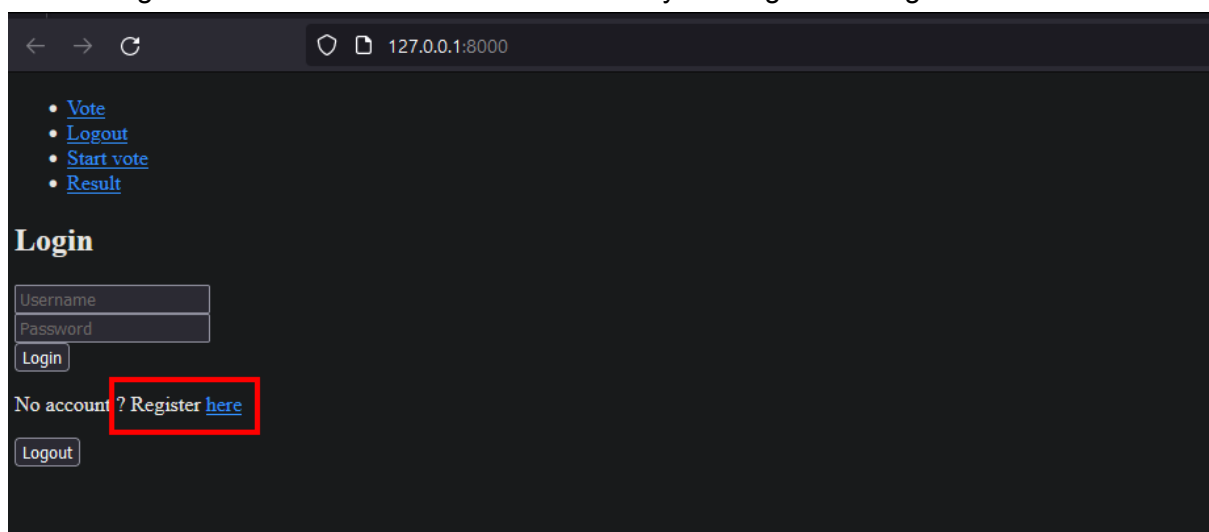 127.0.0.1:8000
• Vote
• Logout
• Start vote
• Result
Login
Username
Password
Login
No account ? Register here
Logout